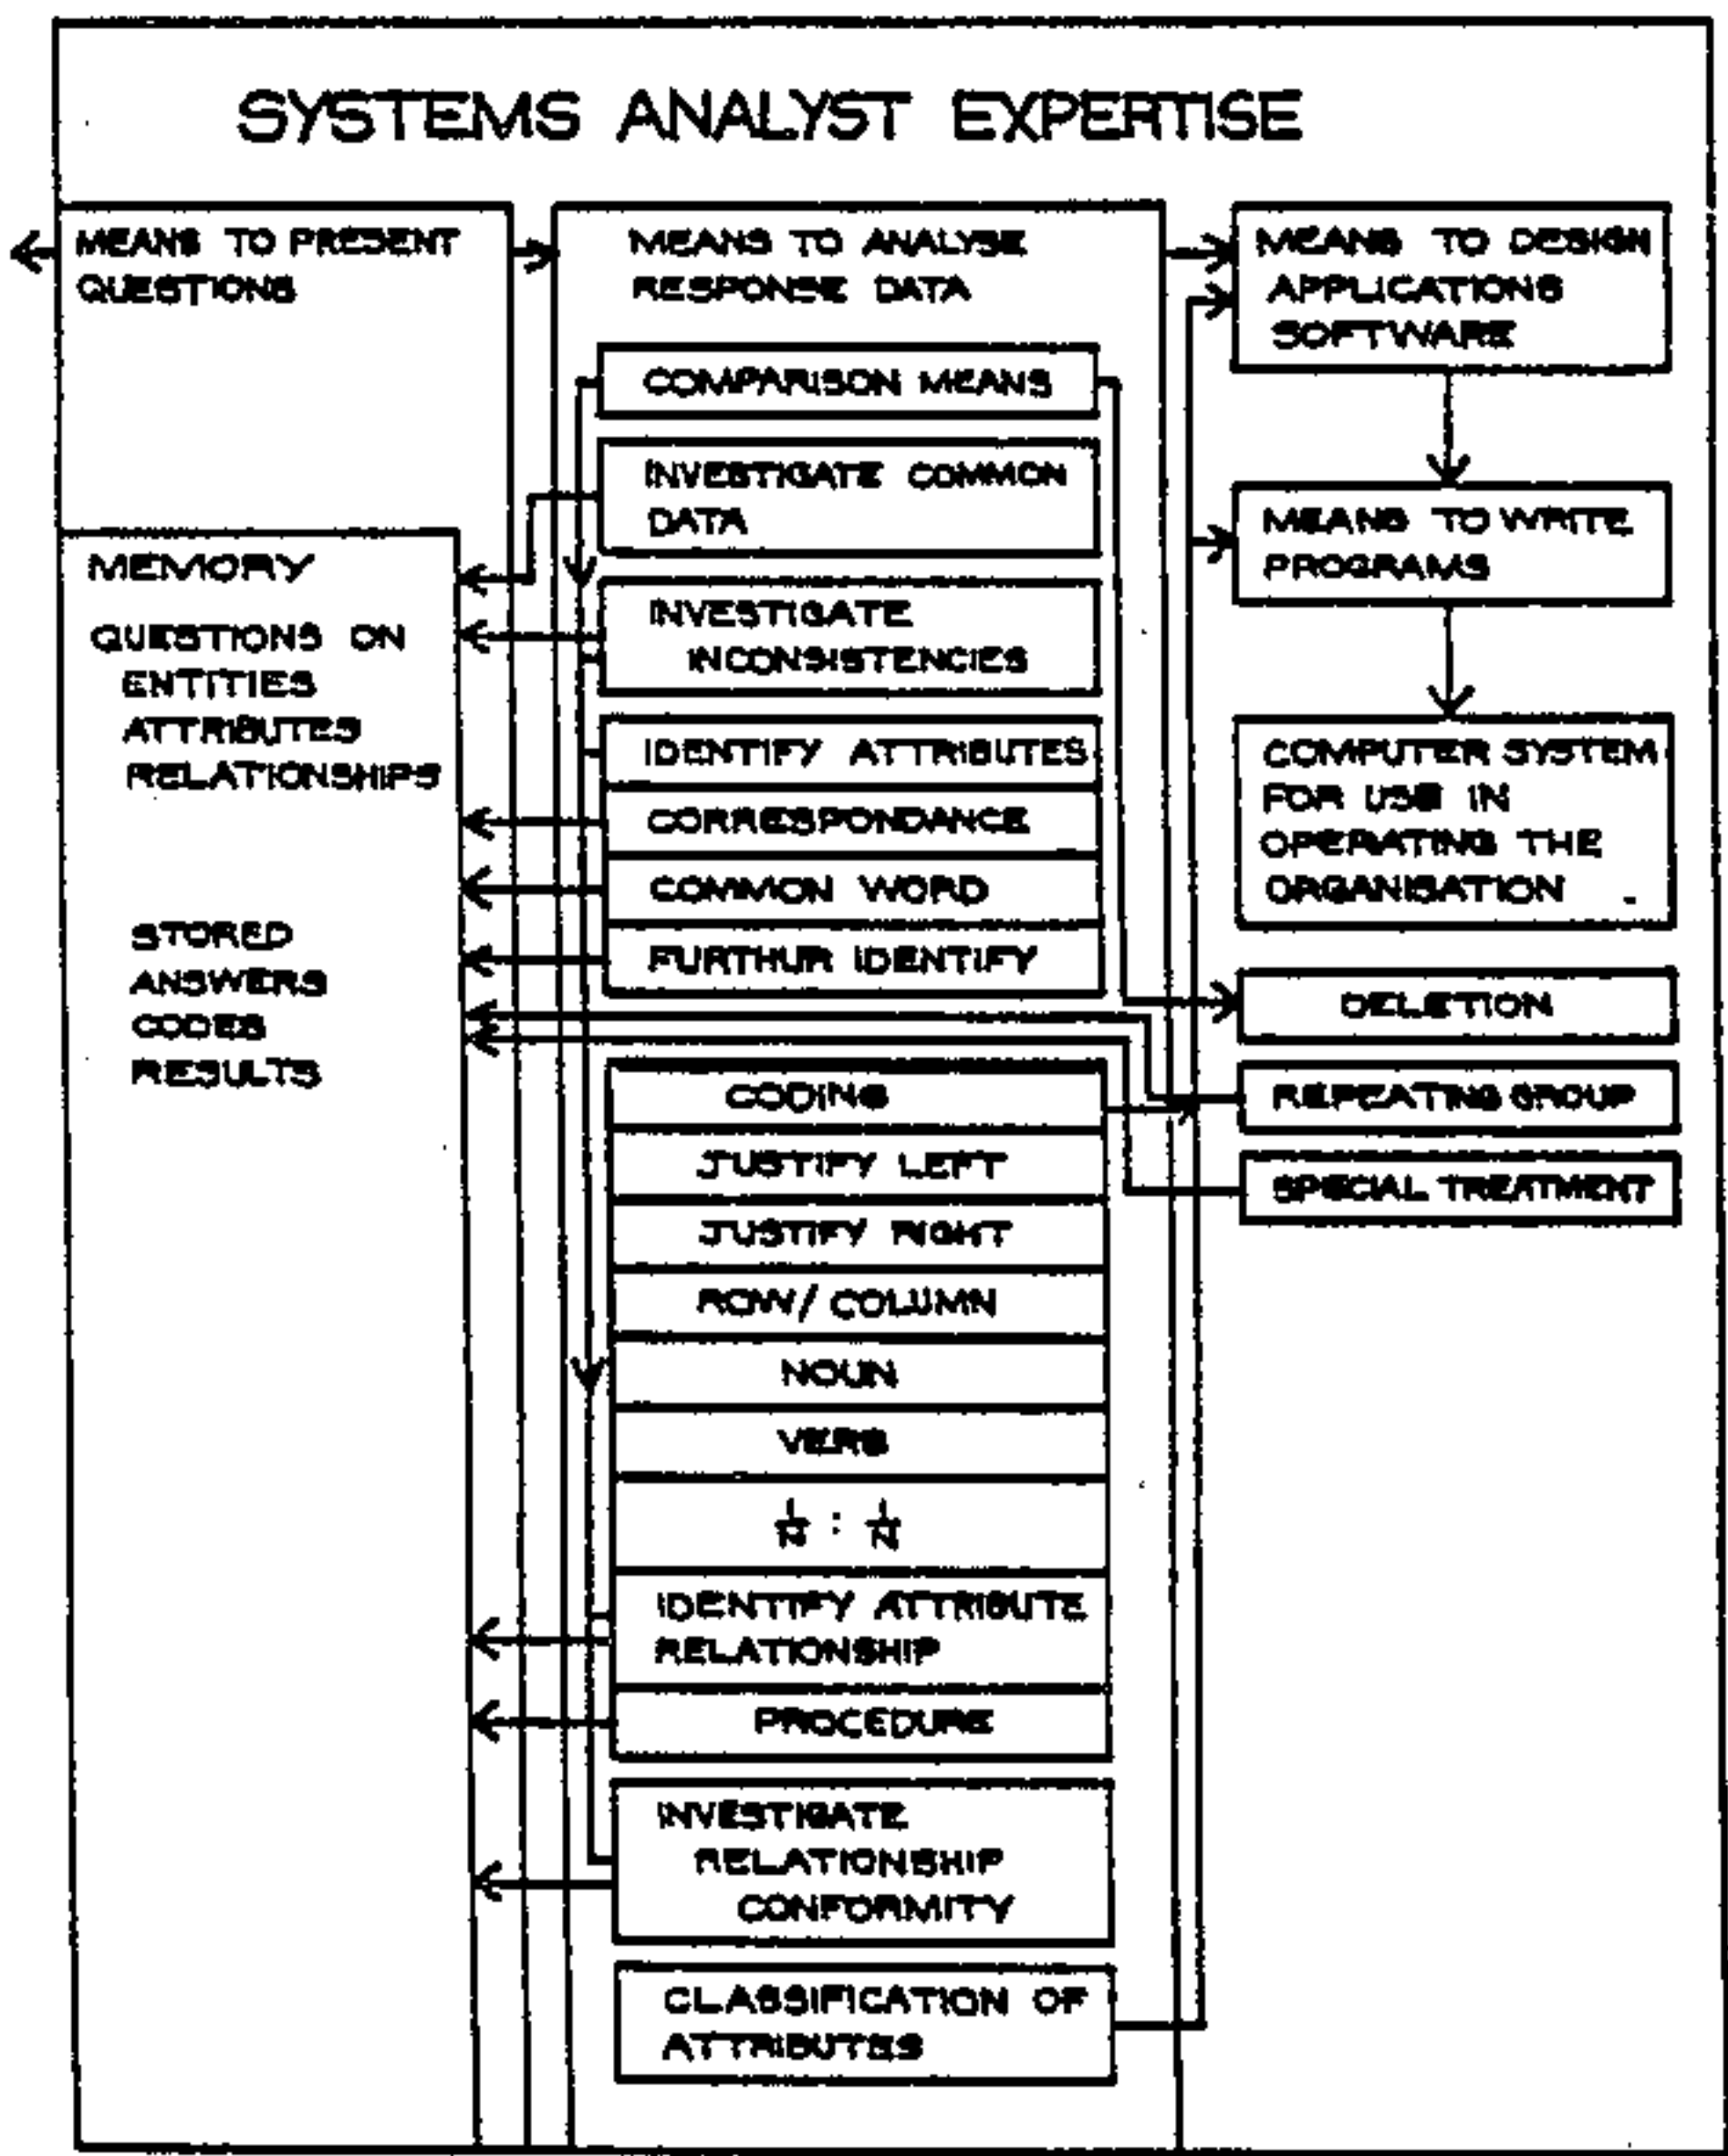 SYSTEMS ANALYST EXPERTISE
MEANS TO PRESENT
QUESTIONS
MEMORY
QUESTIONS ON
ENTITIES
ATTRIBUTES
RELATIONSHIPS
STORED
ANSWERS
CODES
RESULTS
MEANS TO ANALYSE
RESPONSE DATA
COMPARISON MEANS
INVESTIGATE COMMON
DATA
INVESTIGATE
INCONSISTENCIES
IDENTIFY ATTRIBUTES
CORRESPONDANCE
COMMON WORD
FURTHUR IDENTIFY
CODING
JUSTIFY LEFT
JUSTIFY RIGHT
ROW/COLUMN
NOUN
VERB
1/N : 1/N
IDENTIFY ATTRIBUTE
RELATIONSHIP
PROCEDURE
INVESTIGATE
RELATIONSHIP
CONFORMITY
CLASSIFICATION OF
ATTRIBUTES
MEANS TO DESIGN
APPLICATIONS
SOFTWARE
MEANS TO WRITE
PROGRAMS
COMPUTER SYSTEM
FOR USE IN
OPERATING THE
ORGANISATION
DELETION
REPEATING GROUP
SPECIAL TREATMENT